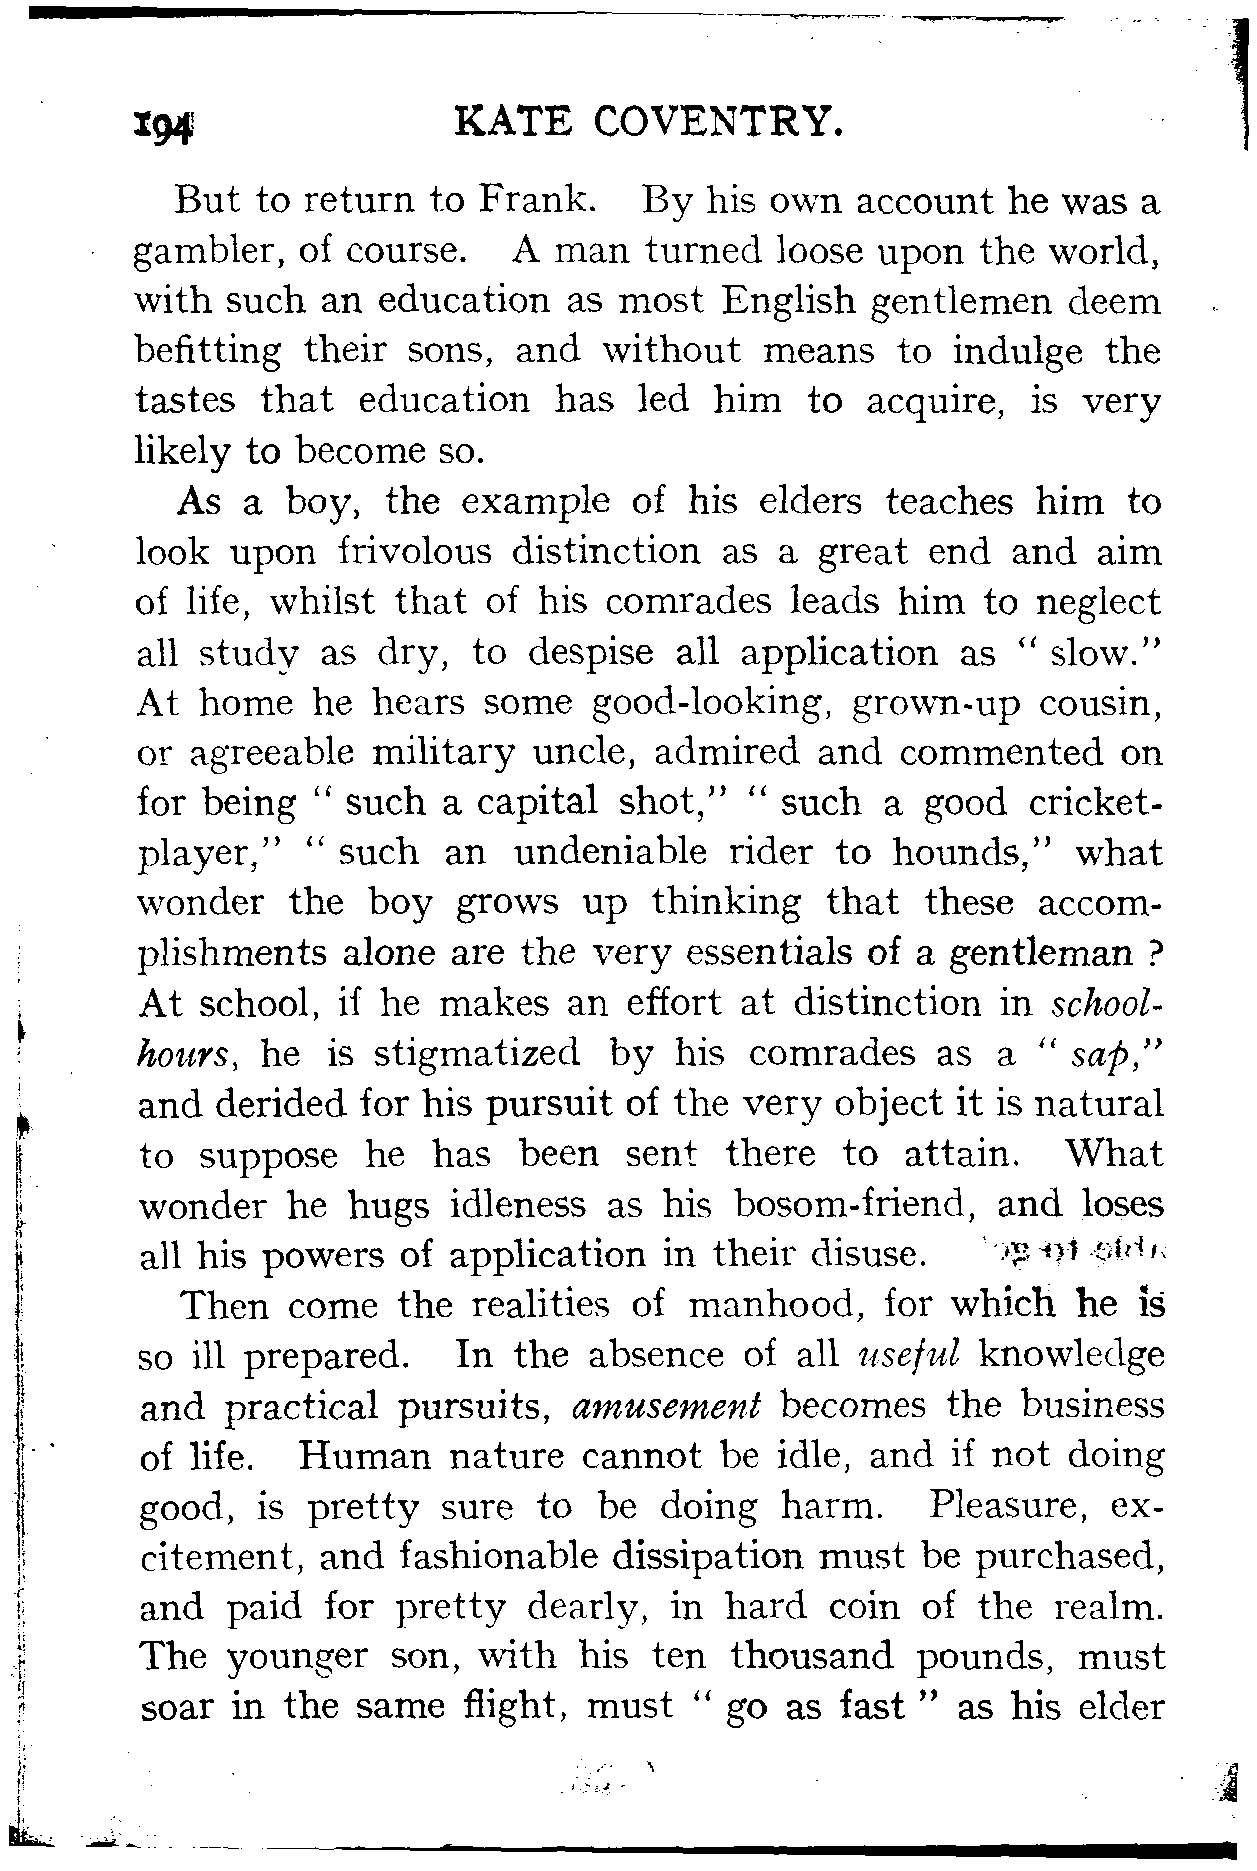 194 KATE COVENTRY.
But to return to Frank. By his own account he was a
gambler, of course. A man turned loose upon the world,
with such an education as most English gentlemen deem
befitting their sons, and without means to indulge the
tastes that education has led him to acquire, is very
likely to become so.
As a boy, the example of his elders teaches him to
look upon frivolous distinction as a great end and aim
of life, whilst that of his comrades leads him to neglect
all study as dry, to despise all application as " slow."
At home he hears some good-looking, grown-up cousin,
or agreeable military uncle, admired and commented on
for being " such a capital shot," " such a good cricket-
player," " such an undeniable rider to hounds," what
wonder the boy grows up thinking that these accom-
plishments alone are the very essentials of a gentleman ?
At school, if he makes an effort at distinction in school-
hours, he is stigmatized by his comrades as a " sap,"
and derided for his pursuit of the very object it is natural
to suppose he has been sent there to attain. What
wonder he hugs idleness as his bosom-friend, and loses
all his powers of application in their disuse.
Then come the realities of manhood, for which he is
so ill prepared. In the absence of all useful knowledge
and practical pursuits, amusement becomes the business
of life. Human nature cannot be idle, and if not doing
good, is pretty sure to be doing harm. Pleasure, ex-
citement, and fashionable dissipation must be purchased,
and paid for pretty dearly, in hard coin of the realm.
The younger son, with his ten thousand pounds, must
soar in the same flight, must " go as fast " as his elder